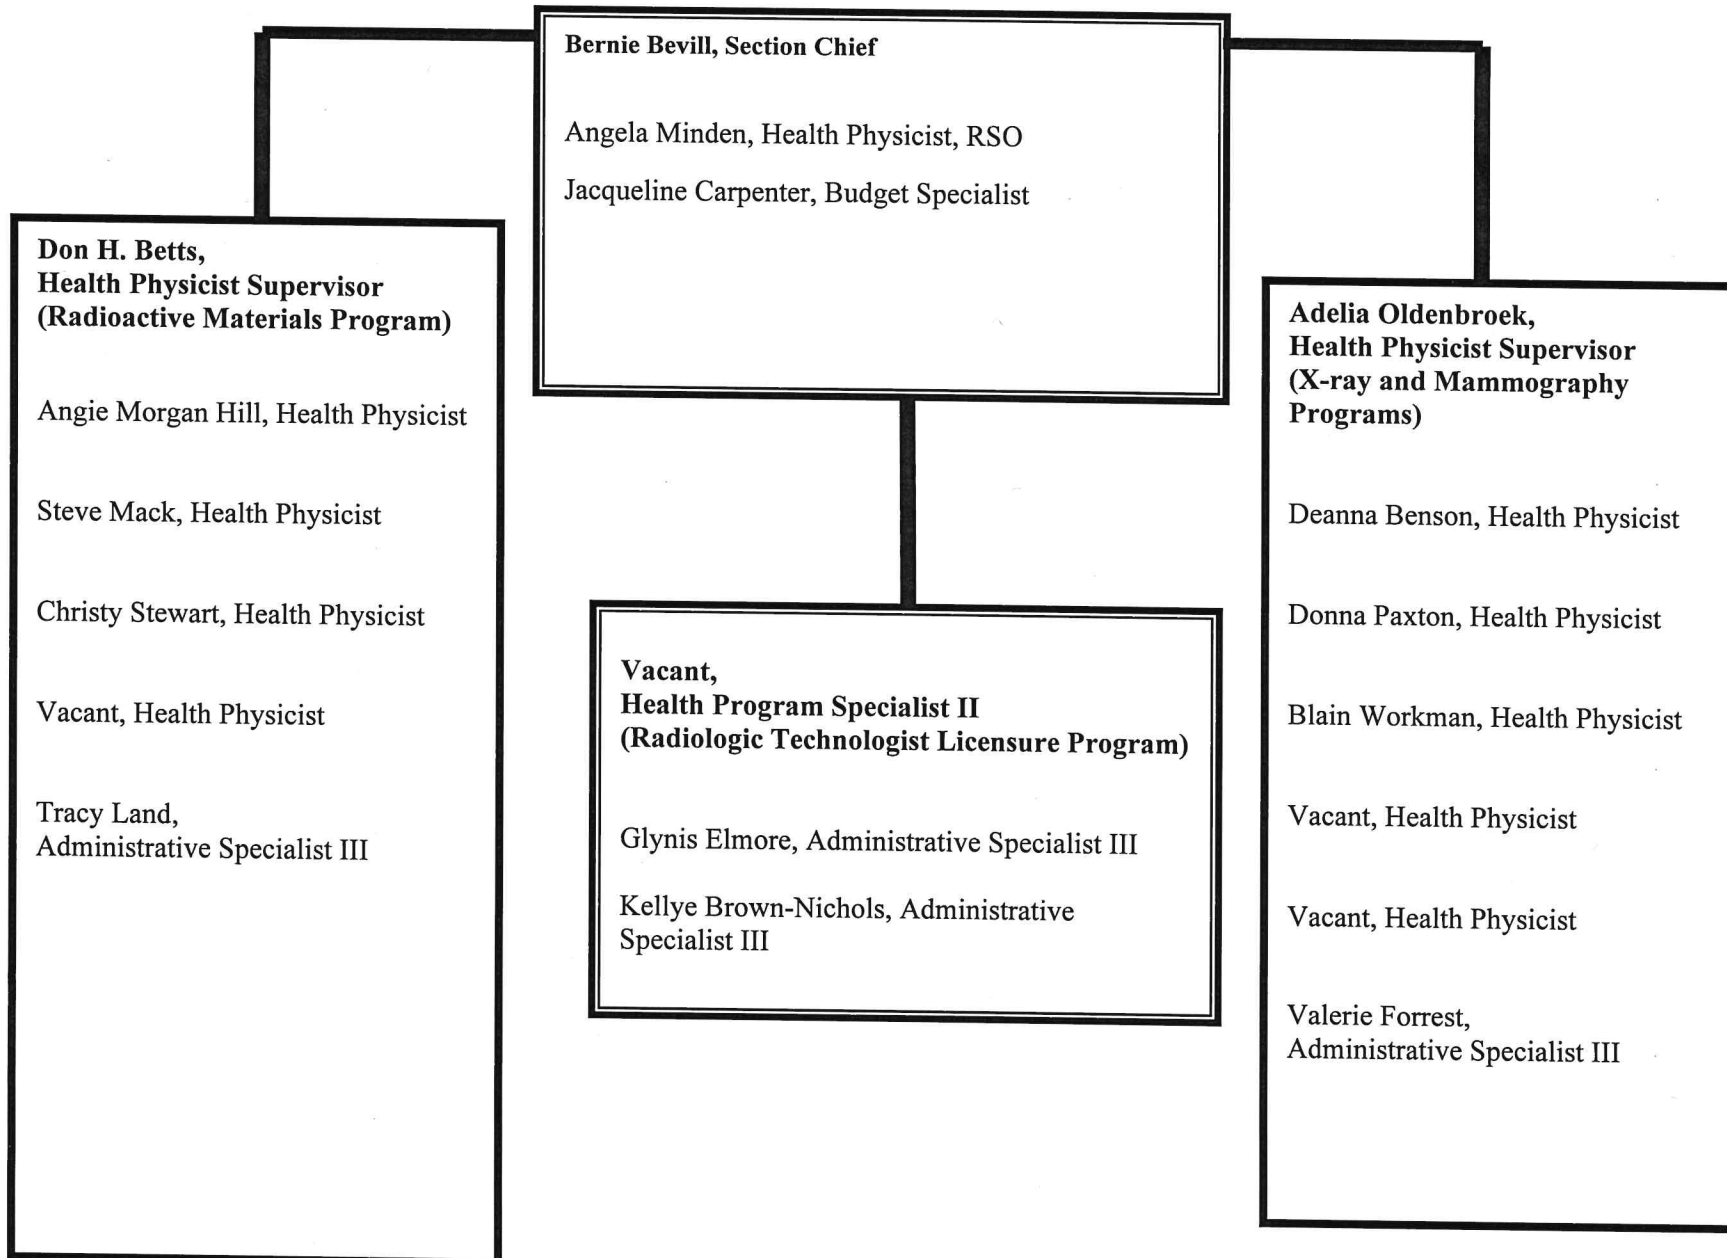 Bernie Bevill, Section Chief
Angela Minden, Health Physicist, RSO
Jacqueline Carpenter, Budget Specialist
Don H. Betts,
Health Physicist Supervisor
(Radioactive Materials Program)
Angie Morgan Hill, Health Physicist
Steve Mack, Health Physicist
Christy Stewart, Health Physicist
Vacant, Health Physicist
Tracy Land,
Administrative Specialist III
Vacant,
Health Program Specialist II
(Radiologic Technologist Licensure Program)
Glynis Elmore, Administrative Specialist III
Kellye Brown-Nichols, Administrative
Specialist III
Adelia Oldenbroek,
Health Physicist Supervisor
(X-ray and Mammography
Programs)
Deanna Benson, Health Physicist
Donna Paxton, Health Physicist
Blain Workman, Health Physicist
Vacant, Health Physicist
Vacant, Health Physicist
Valerie Forrest,
Administrative Specialist III